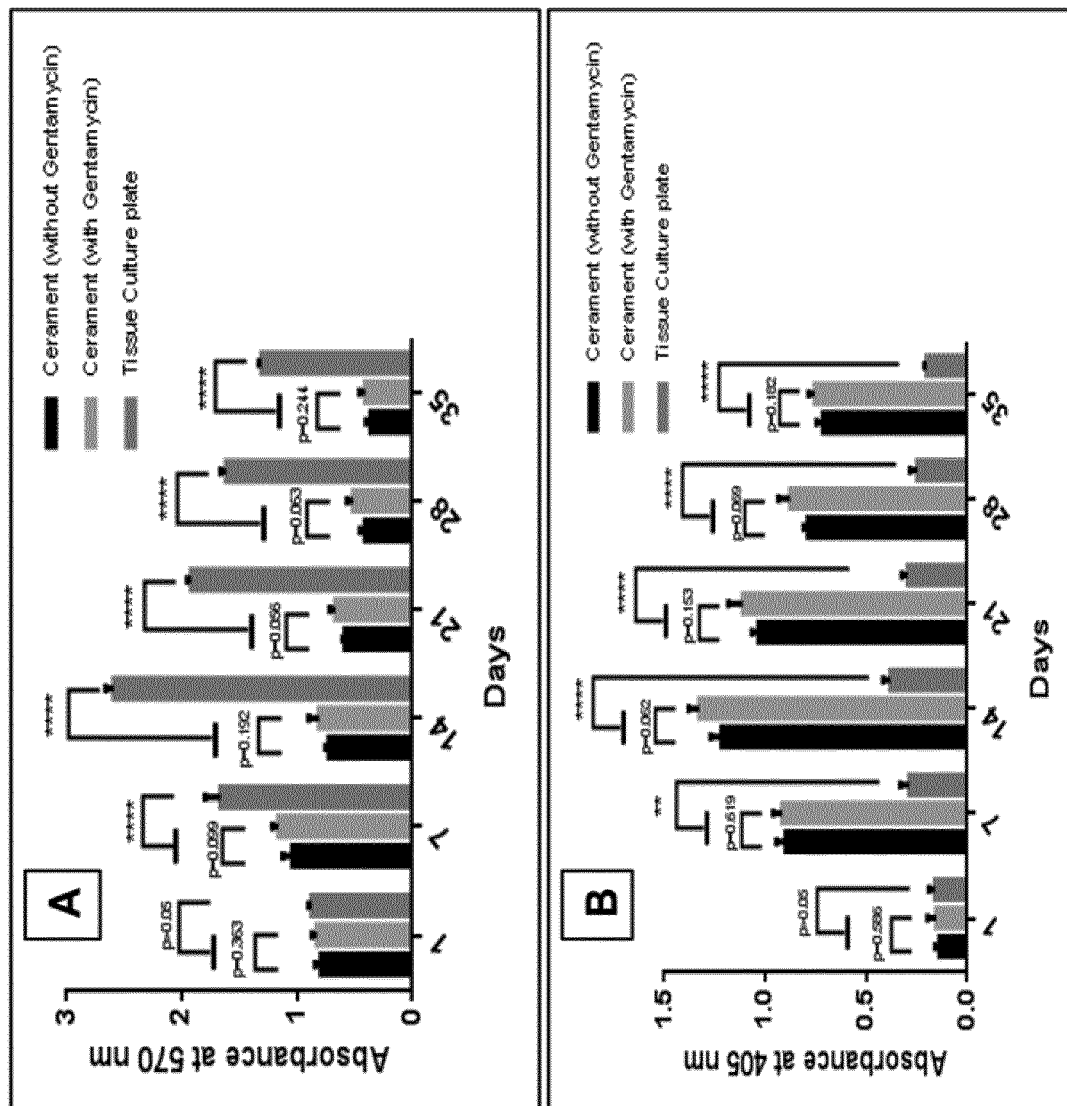 A
Cerament (without Gentamycin)
Cerament (with Gentamycin)
Tissue Culture plate
Absorbance at 570 nm
3
2
1
0
p>0.05
p=0.363
****
p=0.099
****
p=0.192
****
****
p=0.063
****
p=0.244
1
7
14
21
28
35
Days
B
Cerament (without Gentamycin)
Cerament (with Gentamycin)
Tissue Culture plate
Absorbance at 405 nm
1.5
1.0
0.5
0.0
p>0.05
**
p=0.619
****
p=0.062
****
p=0.153
****
p=0.069
****
p=0.182
1
7
14
21
28
35
Days